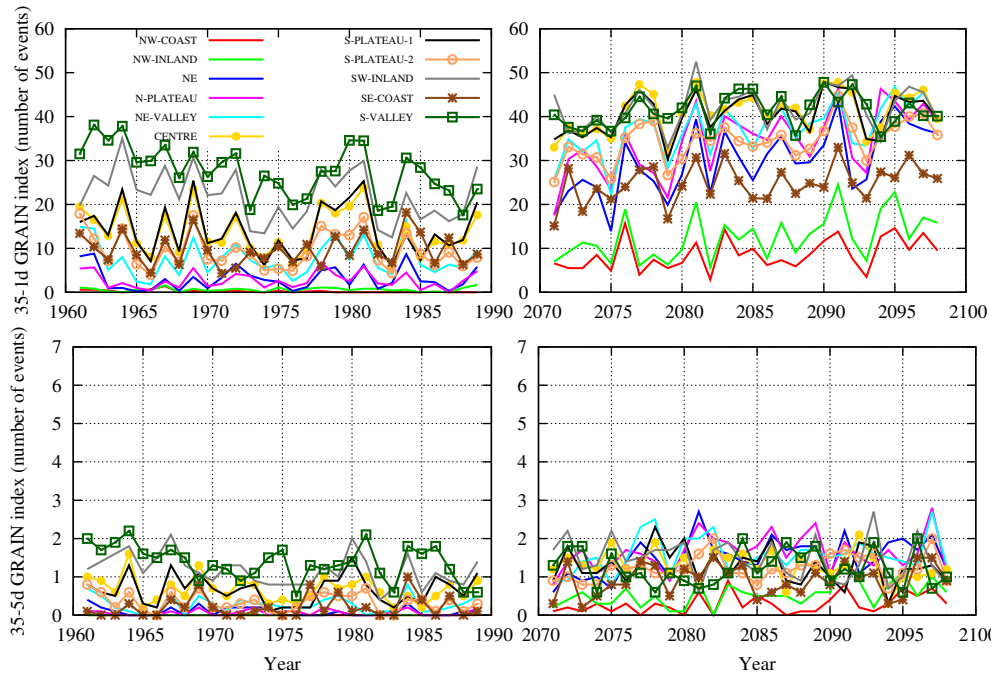 35-1d GRAIN index (number of events)
60
50
40
30
20
10
0
NW-COAST
NW-INLAND
NE
N-PLATEAU
NE-VALLEY
CENTRE
S-PLATEAU-1
S-PLATEAU-2
SW-INLAND
SE-COAST
S-VALLEY
1960 1965 1970 1975 1980 1985 1990
60
50
40
30
20
10
0
2070 2075 2080 2085 2090 2095 2100
35-5d GRAIN index (number of events)
7
6
5
4
3
2
1
0
1960 1965 1970 1975 1980 1985 1990
Year
7
6
5
4
3
2
1
0
2070 2075 2080 2085 2090 2095 2100
Year